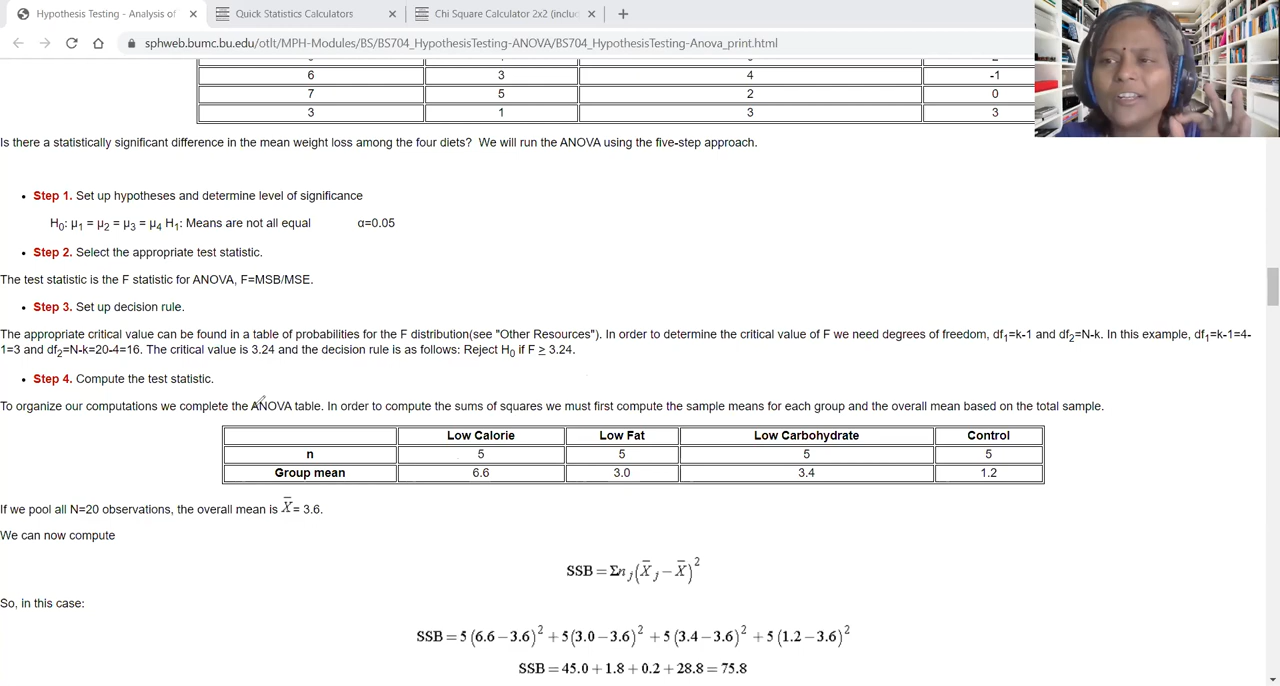 Hypothesis Testing - Analysis of
Quick Statistics Calculators
Chi Square Calculator 2x2 (includ
sphweb.bumc.bu.edu/otlt/MPH-Modules/BS/BS704_HypothesisTesting-ANOVA/BS704_HypothesisTesting-Anova_print.html
6 3 4 -1
7 5 2 0
3 1 3 3
Is there a statistically significant difference in the mean weight loss among the four diets? We will run the ANOVA using the five-step approach.
• Step 1. Set up hypotheses and determine level of significance
H₀: μ₁ = μ₂ = μ₃ = μ₄ H₁: Means are not all equal α=0.05
• Step 2. Select the appropriate test statistic.
The test statistic is the F statistic for ANOVA, F=MSB/MSE.
• Step 3. Set up decision rule.
The appropriate critical value can be found in a table of probabilities for the F distribution(see "Other Resources"). In order to determine the critical value of F we need degrees of freedom, df₁=k-1 and df₂=N-k. In this example, df₁=k-1=4-
1=3 and df₂=N-k=20-4=16. The critical value is 3.24 and the decision rule is as follows: Reject H₀ if F ≥ 3.24.
• Step 4. Compute the test statistic.
To organize our computations we complete the ANOVA table. In order to compute the sums of squares we must first compute the sample means for each group and the overall mean based on the total sample.
Low Calorie Low Fat Low Carbohydrate Control
n 5 5 5 5
Group mean 6.6 3.0 3.4 1.2
If we pool all N=20 observations, the overall mean is X̄ = 3.6.
We can now compute
SSB = Σn_j(X̄_j − X̄)²
So, in this case:
SSB = 5 (6.6 − 3.6)² + 5(3.0 − 3.6)² + 5 (3.4 − 3.6)² + 5 (1.2 − 3.6)²
SSB = 45.0 + 1.8 + 0.2 + 28.8 = 75.8